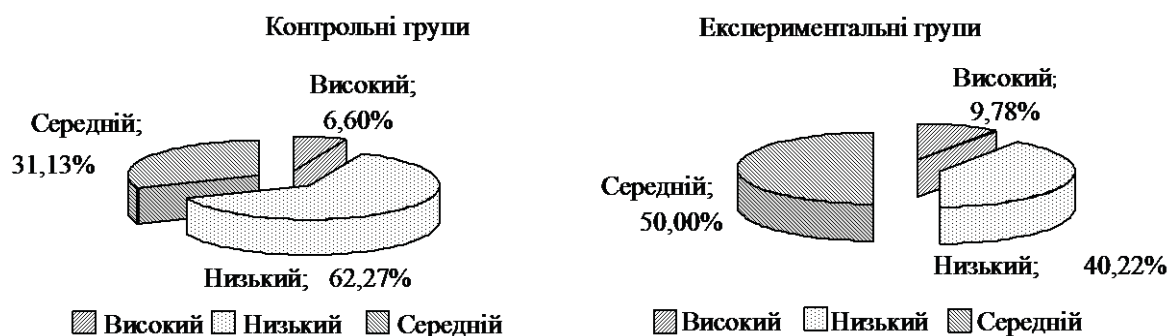 Контрольні групи
Високий;
6,60%
Середній;
31,13%
Низький; 62,27%
Високий Низький Середній
Експериментальні групи
Високий;
9,78%
Середній;
50,00%
Низький; 40,22%
Високий Низький Середній